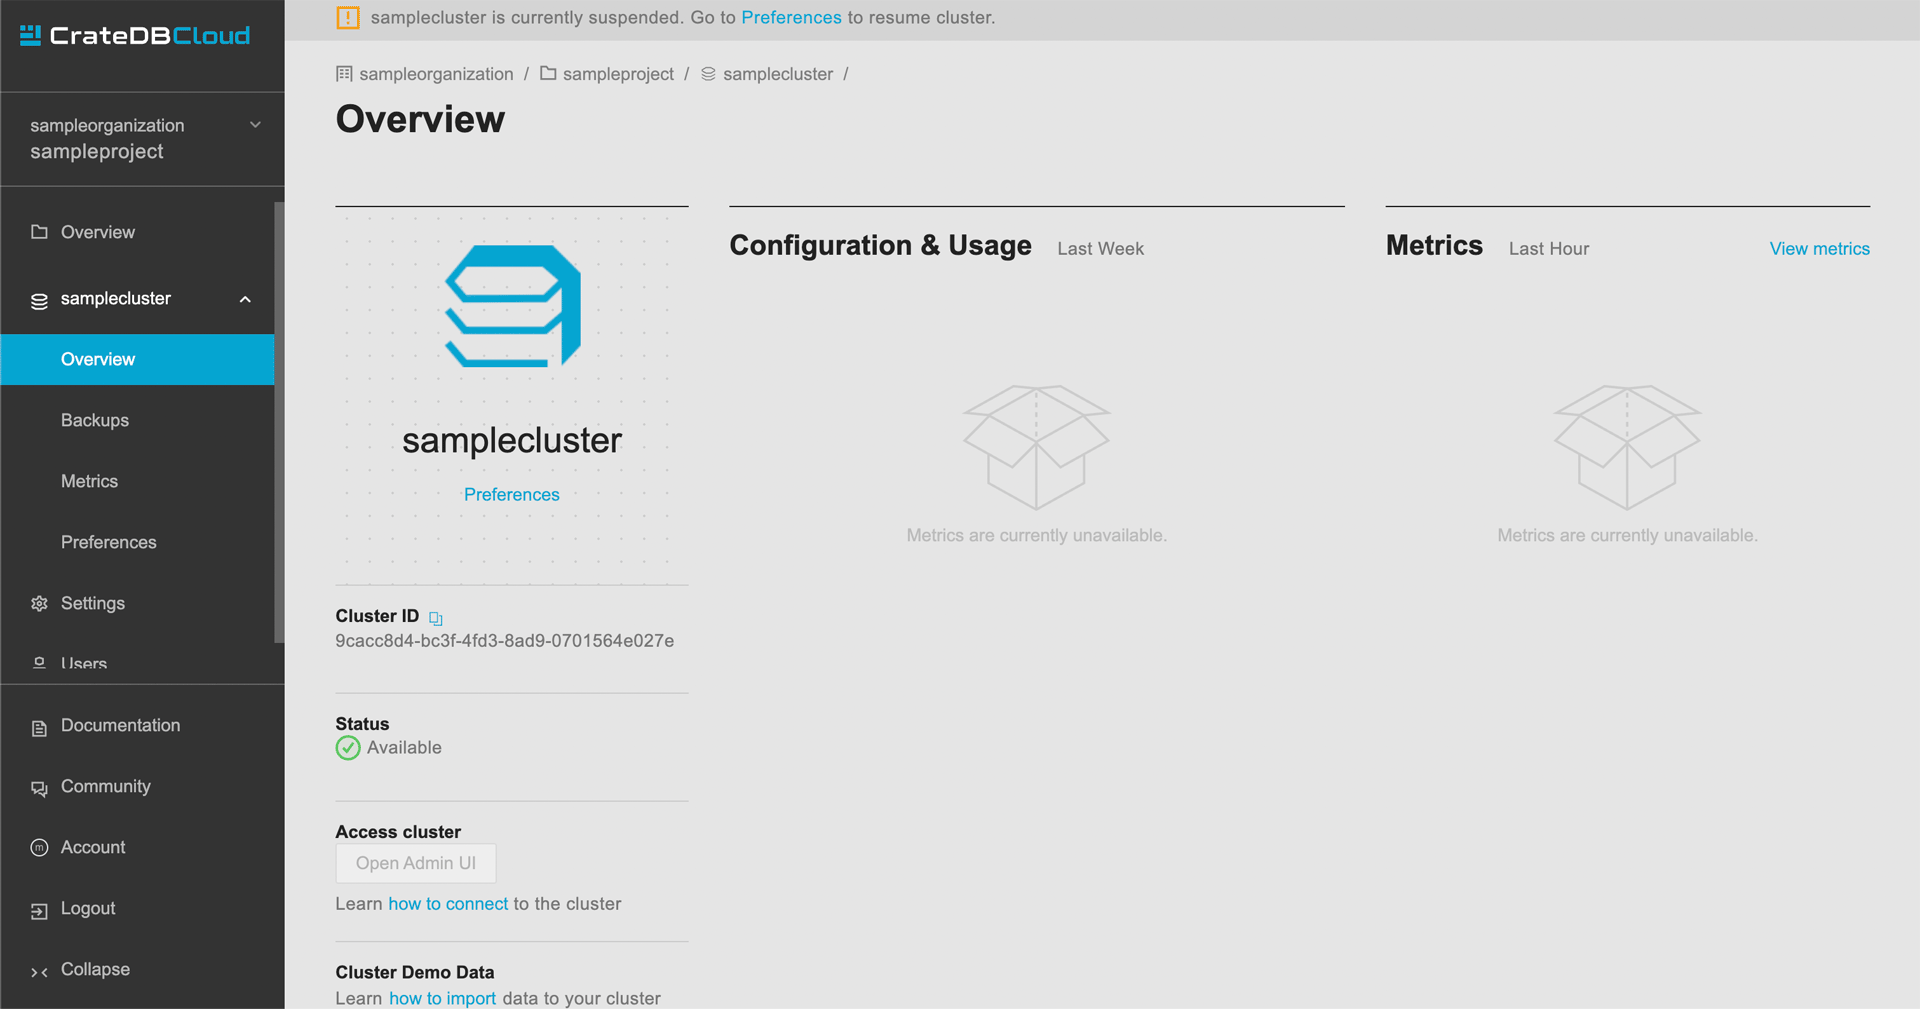 CrateDBCloud
sampleorganization
sampleproject
Overview
samplecluster
Overview
Backups
Metrics
Preferences
Settings
Users
Documentation
Community
m
Account
Logout
Collapse
samplecluster is currently suspended. Go to Preferences to resume cluster.
sampleorganization / sampleproject / samplecluster /
Overview
samplecluster
Preferences
Cluster ID
9cacc8d4-bc3f-4fd3-8ad9-0701564e027e
Status
Available
Access cluster
Open Admin UI
Learn how to connect to the cluster
Cluster Demo Data
Learn how to import data to your cluster
Configuration & Usage Last Week
Metrics are currently unavailable.
Metrics Last Hour View metrics
Metrics are currently unavailable.